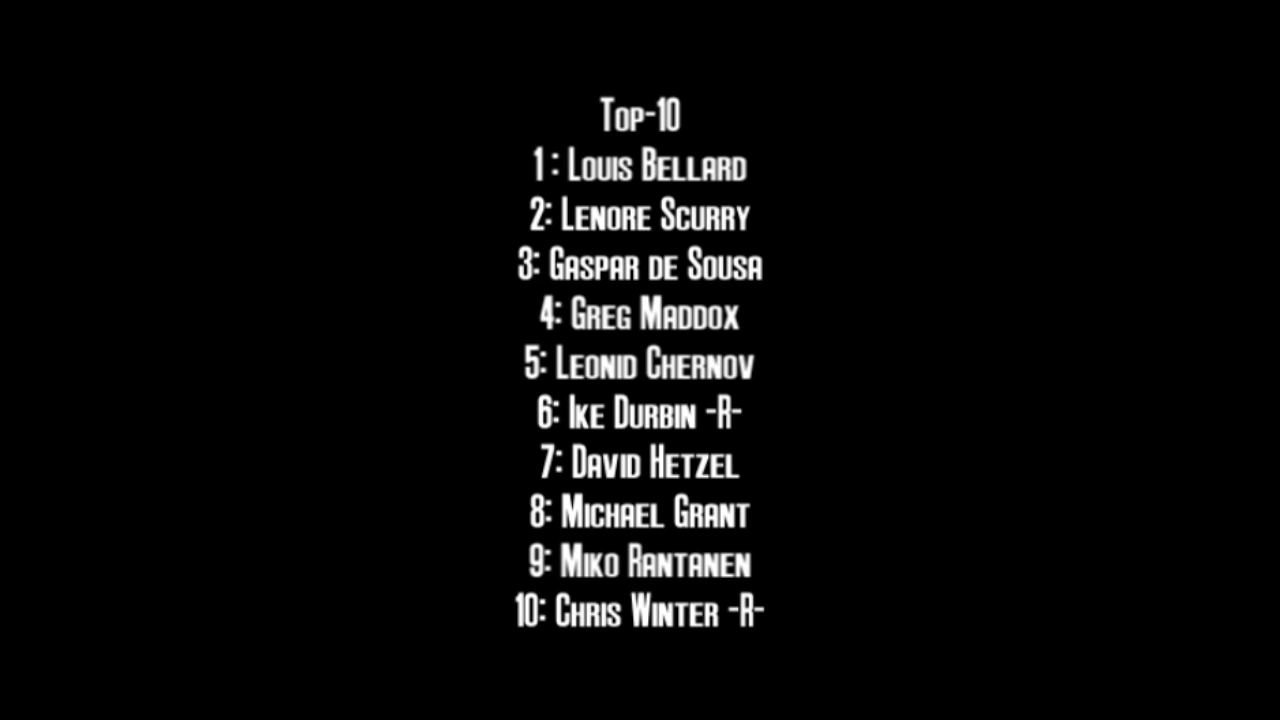 Top-10
1: Louis Bellard
2: Lenore Scurry
3: Gaspar de Sousa
4: Greg Maddox
5: Leonid Chernov
6: Ike Durbin -R-
7: David Hetzel
8: Michael Grant
9: Miko Rantanen
10: Chris Winter -R-